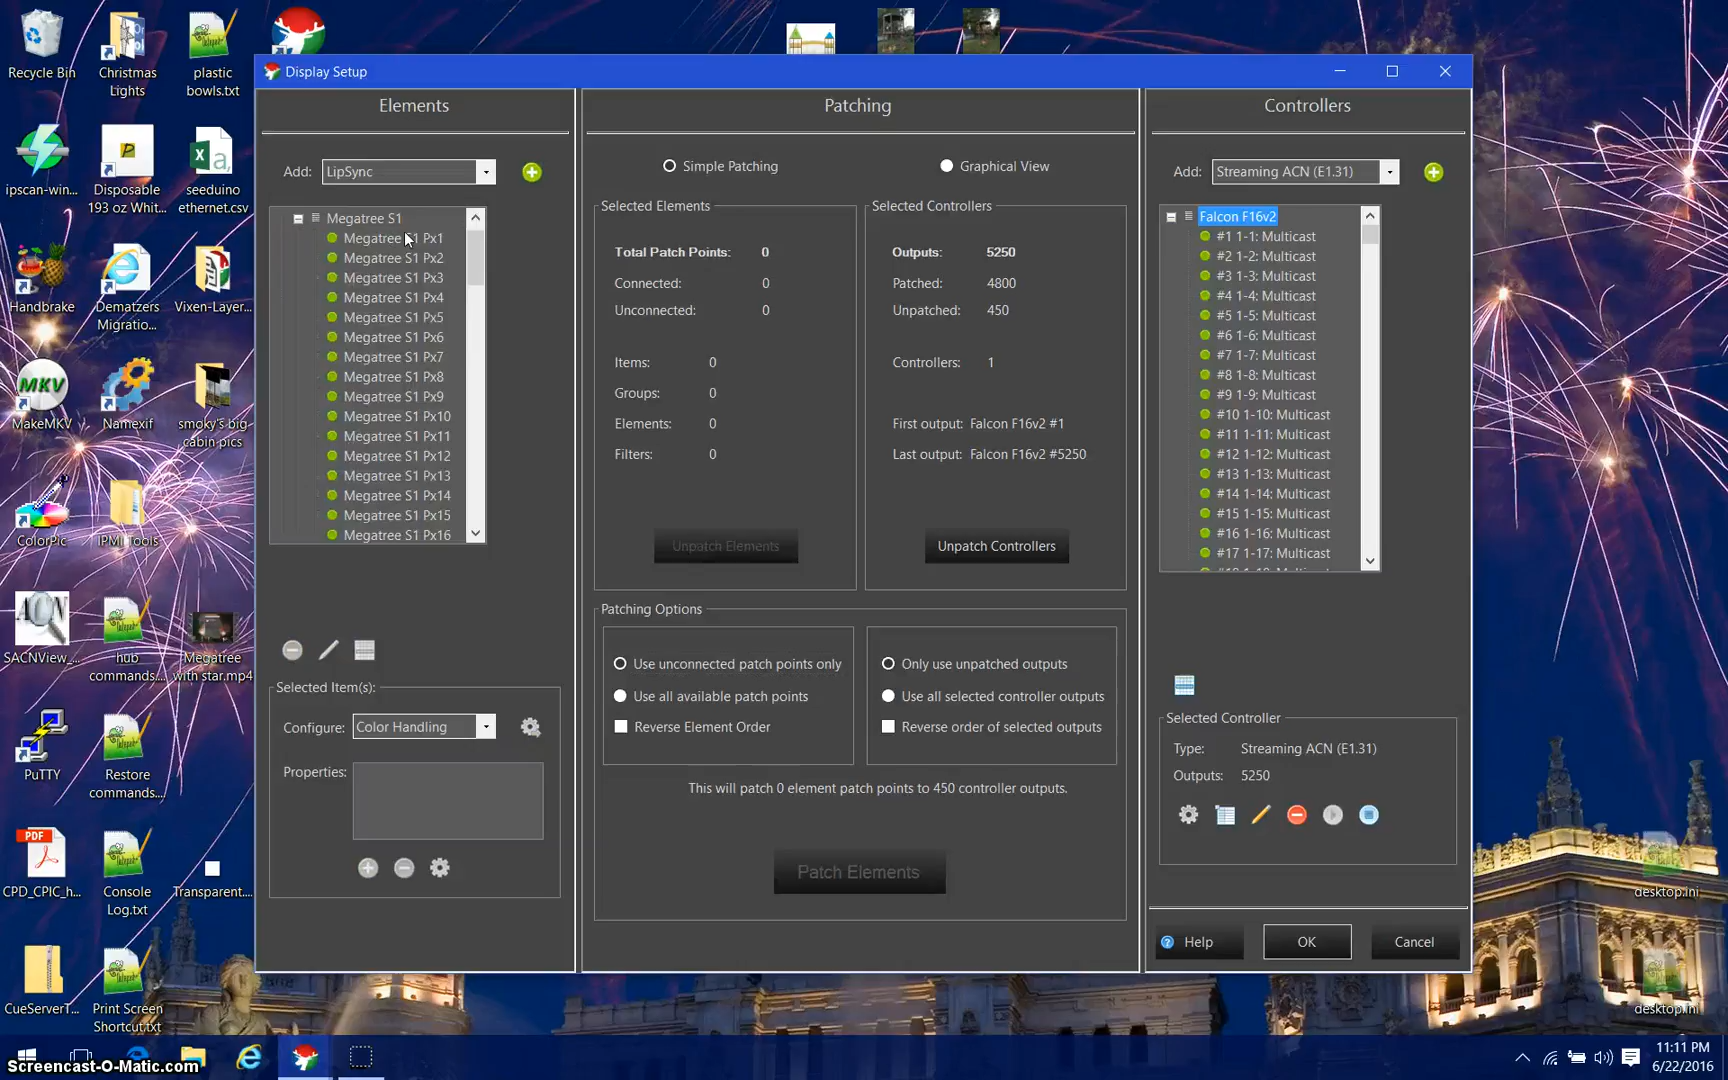 Recycle Bin
Christmas
Lights
plastic
bowls.txt
ipscan-win...
Disposable
193 oz Whit...
seeduino
ethernet.csv
Handbrake
Dematzers
Migratio...
Vixen-Layer...
MKV
MakeMKV
Namexif
smoky's big
cabin pics
ColorPic
IPMI Tools
ACN
SACNView_...
hub
commands....
Megatree
with star.mp4
PuTTY
Restore
commands....
PDF
CPD_CPIC_h...
Console
Log.txt
Transparent....
CueServerT...
Print Screen
Shortcut.txt
desktop.ini
desktop.ini
Display Setup
Elements
Add:
LipSync
Megatree S1
Megatree S1 Px1
Megatree S1 Px2
Megatree S1 Px3
Megatree S1 Px4
Megatree S1 Px5
Megatree S1 Px6
Megatree S1 Px7
Megatree S1 Px8
Megatree S1 Px9
Megatree S1 Px10
Megatree S1 Px11
Megatree S1 Px12
Megatree S1 Px13
Megatree S1 Px14
Megatree S1 Px15
Megatree S1 Px16
Selected Item(s):
Configure:
Color Handling
Properties:
Patching
Simple Patching
Graphical View
Selected Elements
Total Patch Points: 0
Connected: 0
Unconnected: 0
Items: 0
Groups: 0
Elements: 0
Filters: 0
Unpatch Elements
Selected Controllers
Outputs: 5250
Patched: 4800
Unpatched: 450
Controllers: 1
First output: Falcon F16v2 #1
Last output: Falcon F16v2 #5250
Unpatch Controllers
Patching Options
Use unconnected patch points only
Use all available patch points
Reverse Element Order
Only use unpatched outputs
Use all selected controller outputs
Reverse order of selected outputs
This will patch 0 element patch points to 450 controller outputs.
Patch Elements
Controllers
Add:
Streaming ACN (E1.31)
Falcon F16v2
#1 1-1: Multicast
#2 1-2: Multicast
#3 1-3: Multicast
#4 1-4: Multicast
#5 1-5: Multicast
#6 1-6: Multicast
#7 1-7: Multicast
#8 1-8: Multicast
#9 1-9: Multicast
#10 1-10: Multicast
#11 1-11: Multicast
#12 1-12: Multicast
#13 1-13: Multicast
#14 1-14: Multicast
#15 1-15: Multicast
#16 1-16: Multicast
#17 1-17: Multicast
Selected Controller
Type: Streaming ACN (E1.31)
Outputs: 5250
Help
OK
Cancel
Screencast-O-Matic.com
11:11 PM
6/22/2016